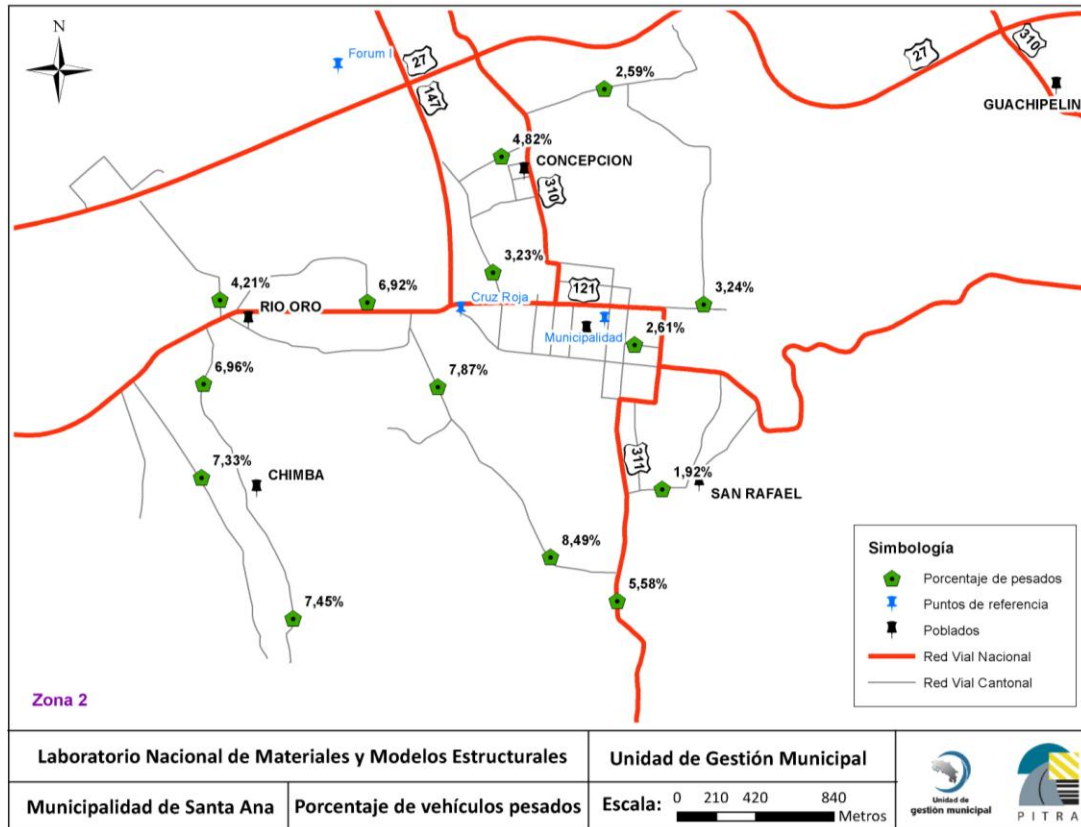 N
Forum I
27
147
2,59%
27
310
GUACHIPELIN
4,82%
CONCEPCION
310
3,23%
4,21%
6,92%
121
3,24%
RIO ORO
Cruz Roja
Municipalidad
2,61%
6,96%
7,87%
7,33%
CHIMBA
311
1,92%
SAN RAFAEL
8,49%
5,58%
7,45%
Simbología
Porcentaje de pesados
Puntos de referencia
Poblados
Red Vial Nacional
Red Vial Cantonal
Zona 2
Laboratorio Nacional de Materiales y Modelos Estructurales
Unidad de Gestión Municipal
Municipalidad de Santa Ana
Porcentaje de vehículos pesados
Escala: 0 210 420 840
Metros
Unidad de
gestión municipal
PITRA